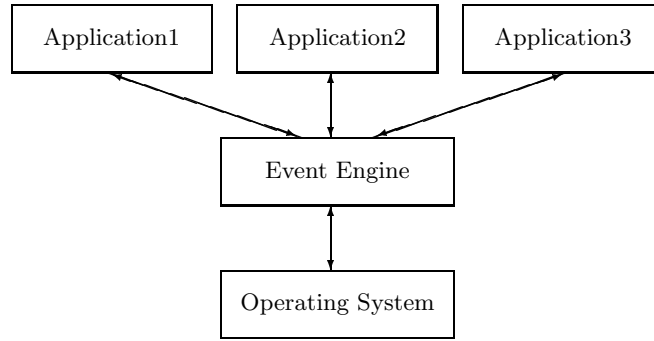 Application1
Application2
Application3
Event Engine
Operating System